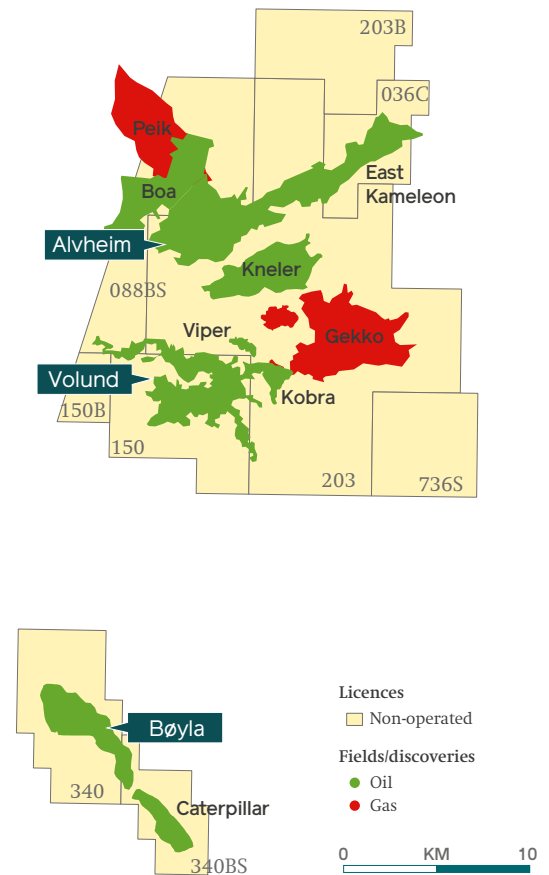 203B
036C
Peik
East
Kameleon
Boa
Alvheim
Kneler
088BS
Viper
Gekko
Volund
Kobra
150B
150
203
736S
Bøyla
340
Caterpillar
340BS
Licences
Non-operated
Fields/discoveries
Oil
Gas
0 KM 10